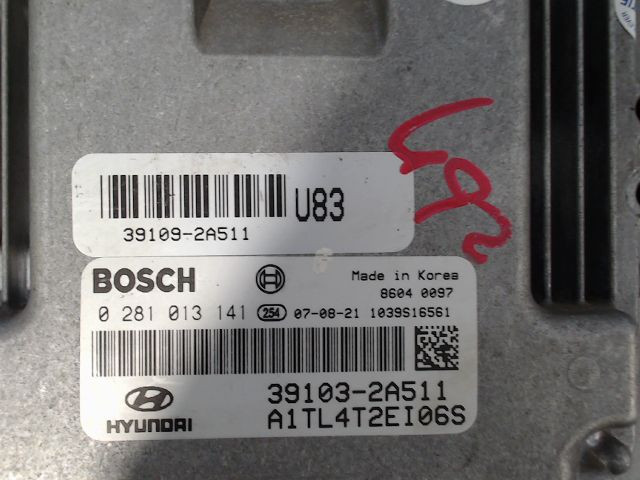 U83
39109-2A511
BOSCH
Made in Korea
8604 0097
0 281 013 141 254 07-08-21 1039S16561
39103-2A511
HYUNDAI
A1TL4T2EI06S